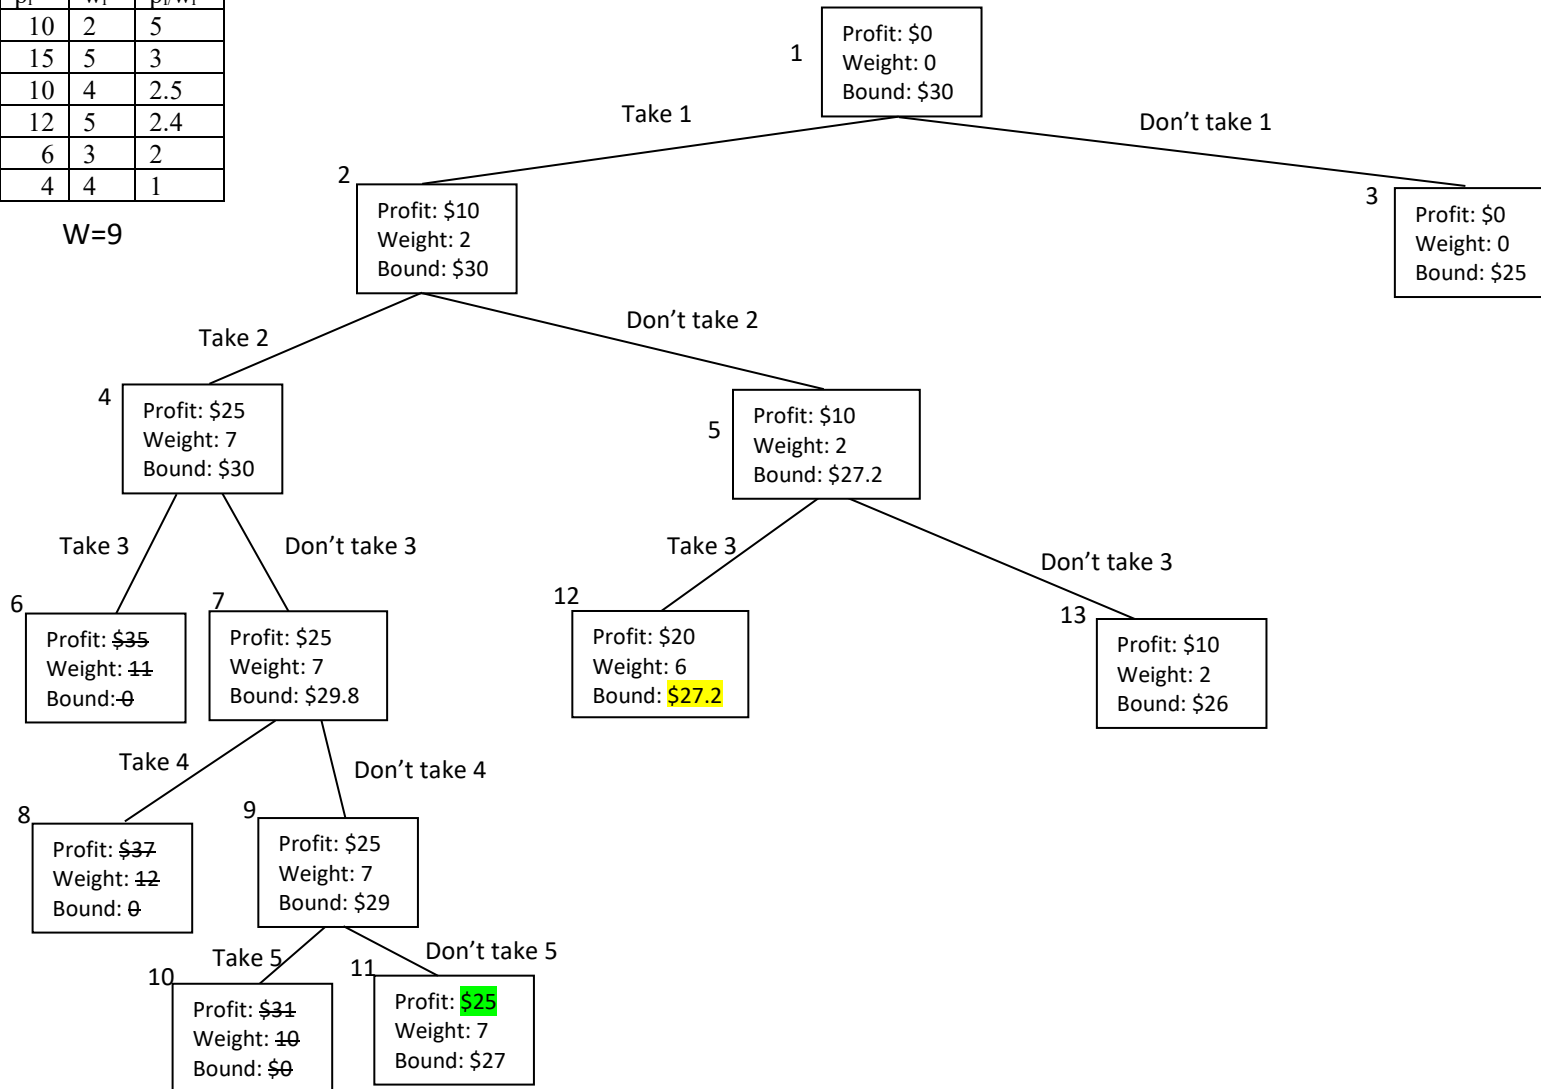 pᵢ wᵢ pᵢ/wᵢ
10 2 5
15 5 3
10 4 2.5
12 5 2.4
6 3 2
4 4 1
W=9
1
Profit: $0
Weight: 0
Bound: $30
Take 1
Don’t take 1
2
Profit: $10
Weight: 2
Bound: $30
3
Profit: $0
Weight: 0
Bound: $25
Take 2
Don’t take 2
4
Profit: $25
Weight: 7
Bound: $30
5
Profit: $10
Weight: 2
Bound: $27.2
Take 3
Don’t take 3
Take 3
Don’t take 3
6
Profit: $35
Weight: 11
Bound: 0
7
Profit: $25
Weight: 7
Bound: $29.8
12
Profit: $20
Weight: 6
Bound: $27.2
13
Profit: $10
Weight: 2
Bound: $26
Take 4
Don’t take 4
8
Profit: $37
Weight: 12
Bound: 0
9
Profit: $25
Weight: 7
Bound: $29
Take 5
Don’t take 5
10
Profit: $31
Weight: 10
Bound: $0
11
Profit: $25
Weight: 7
Bound: $27